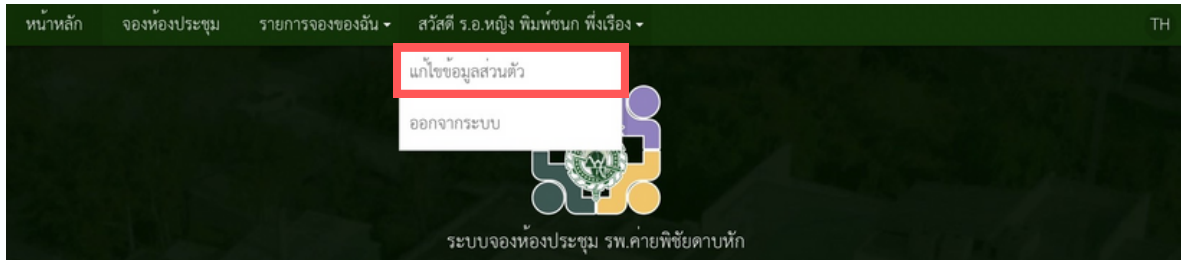 หน้าหลัก จองห้องประชุม รายการจองของฉัน สวัสดี ร.อ.หญิง พิมพ์ชนก พึ่งเรือง TH
แก้ไขข้อมูลส่วนตัว
ออกจากระบบ
ระบบจองห้องประชุม รพ.ค่ายพิชัยดาบหัก